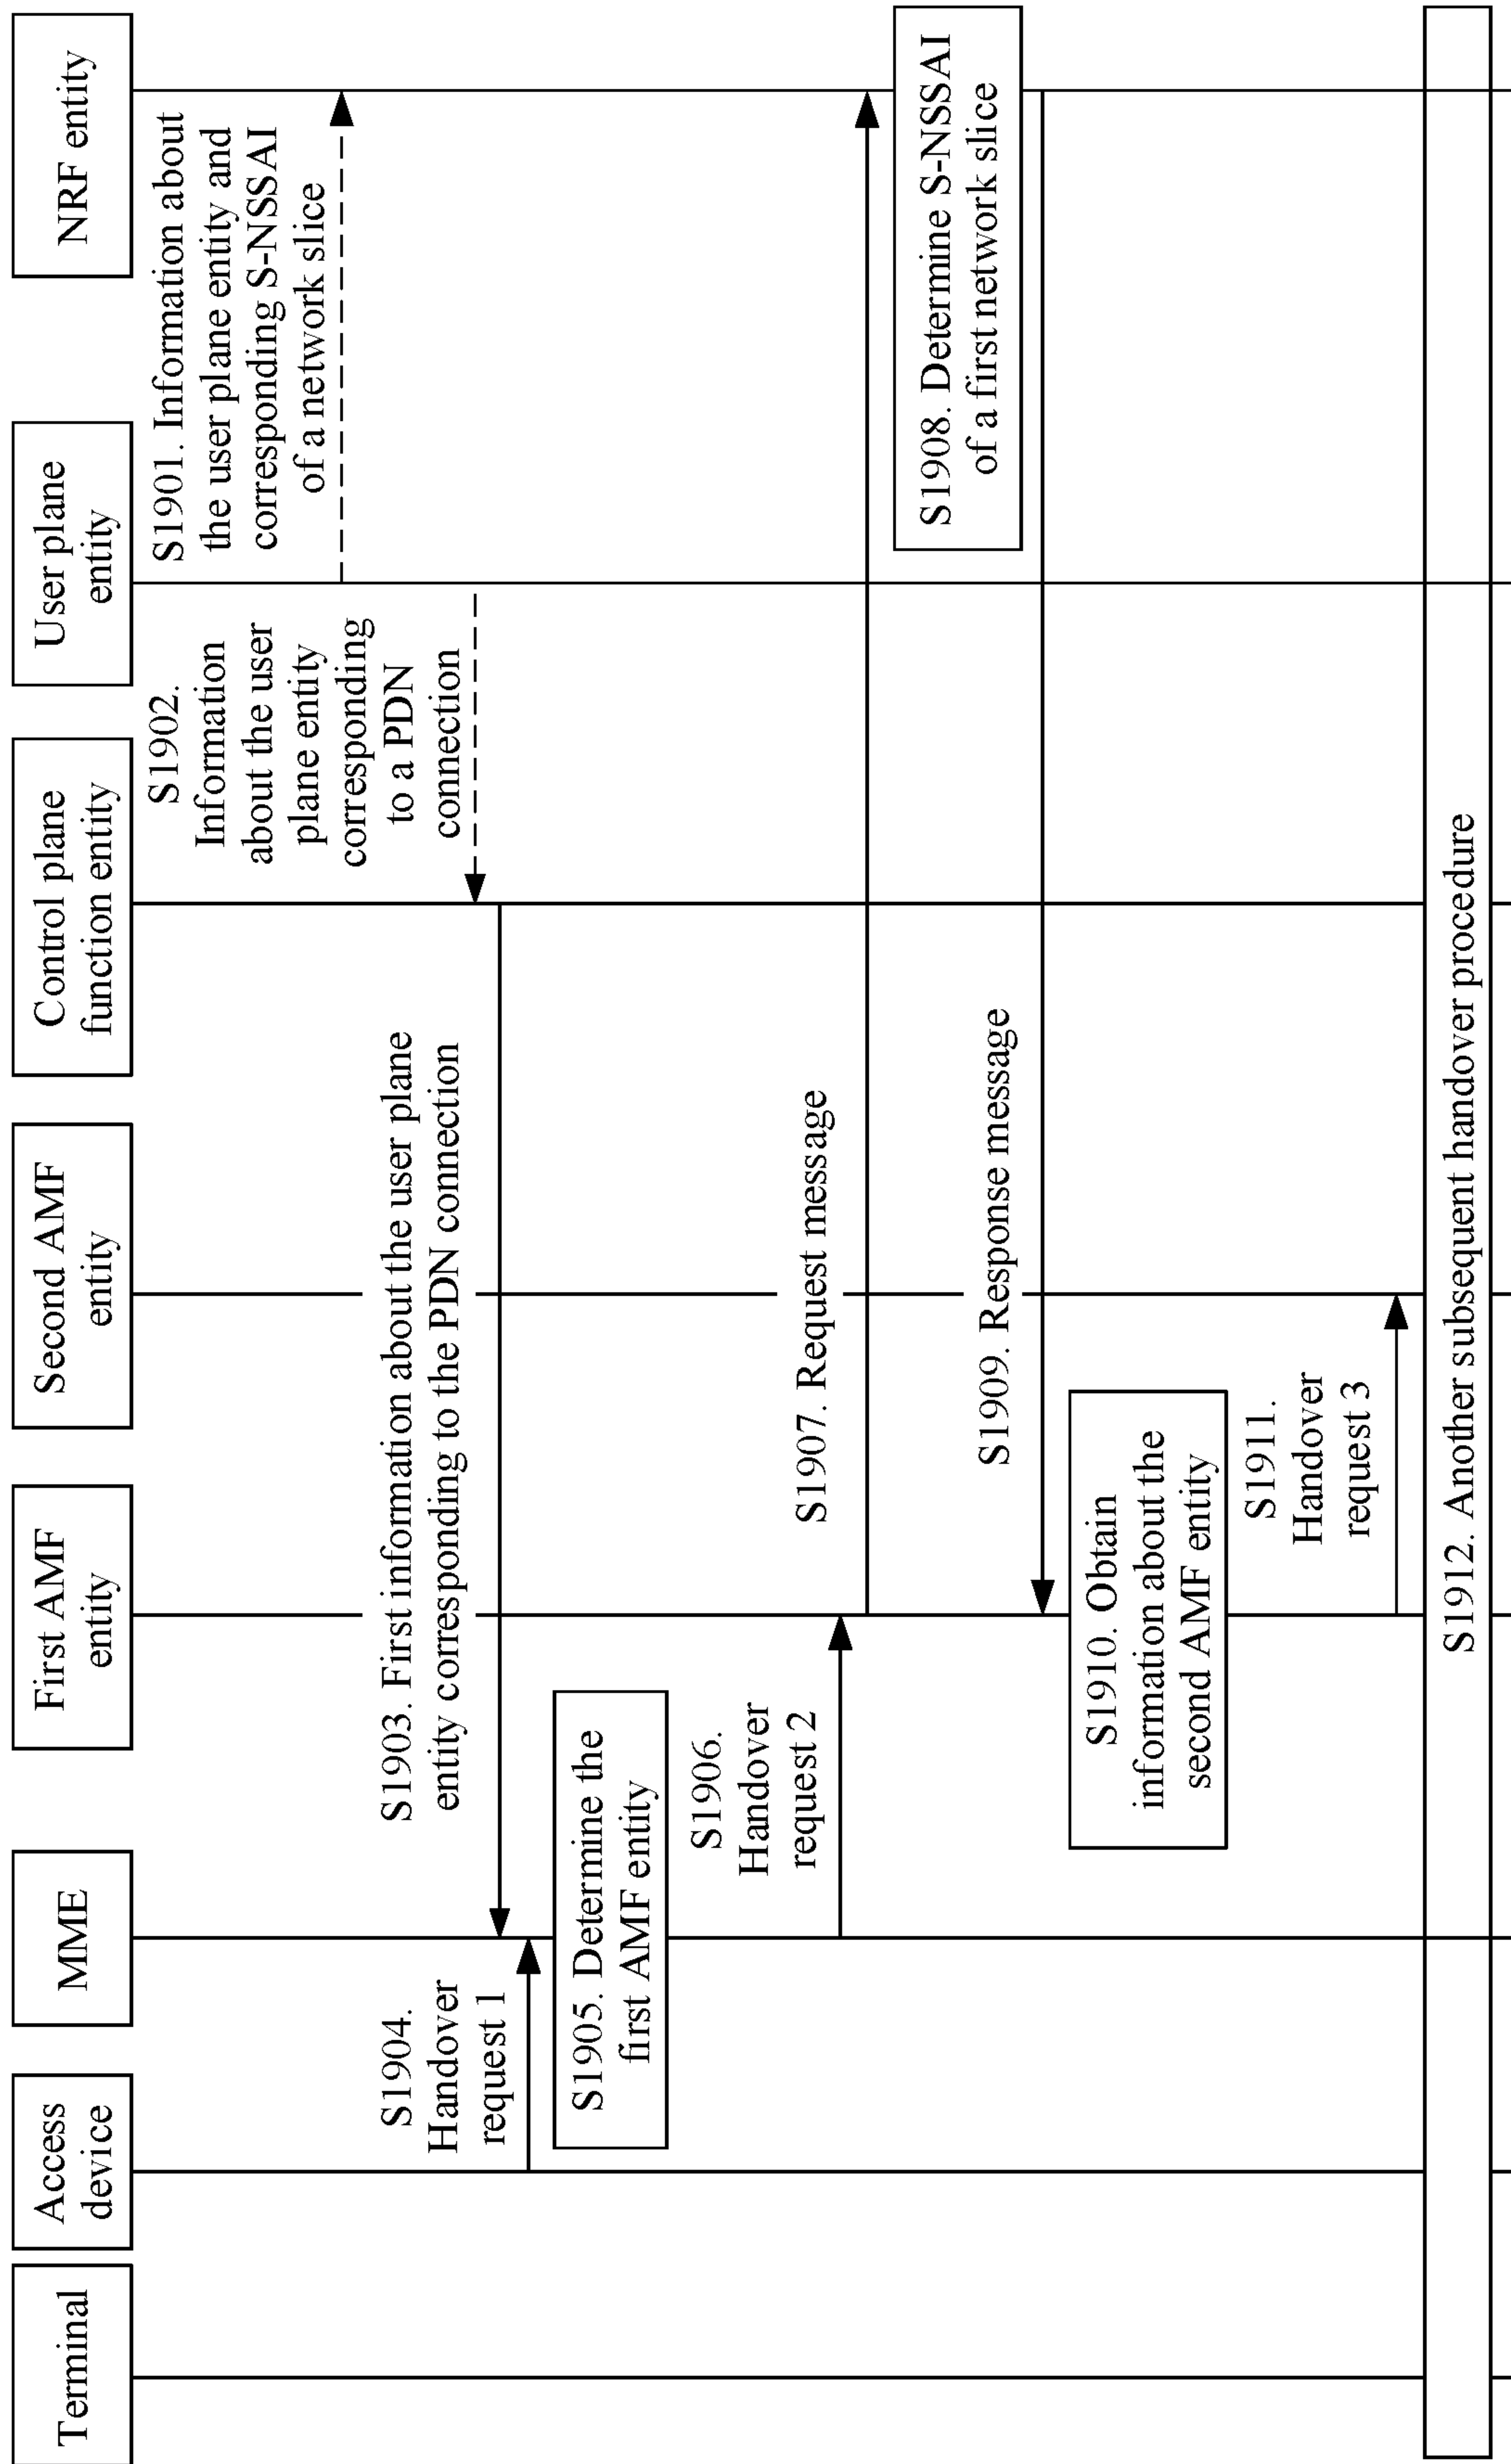 Terminal
Access
device
MME
First AMF
entity
Second AMF
entity
Control plane
function entity
User plane
entity
NRF entity
S1901. Information about
the user plane entity and
corresponding S-NSSAI
of a network slice
S1902.
Information
about the user
plane entity
corresponding
to a PDN
connection
S1903. First information about the user plane
entity corresponding to the PDN connection
S1904.
Handover
request 1
S1905. Determine the
first AMF entity
S1906.
Handover
request 2
S1907. Request message
S1908. Determine S-NSSAI
of a first network slice
S1909. Response message
S1910. Obtain
information about the
second AMF entity
S1911.
Handover
request 3
S1912. Another subsequent handover procedure